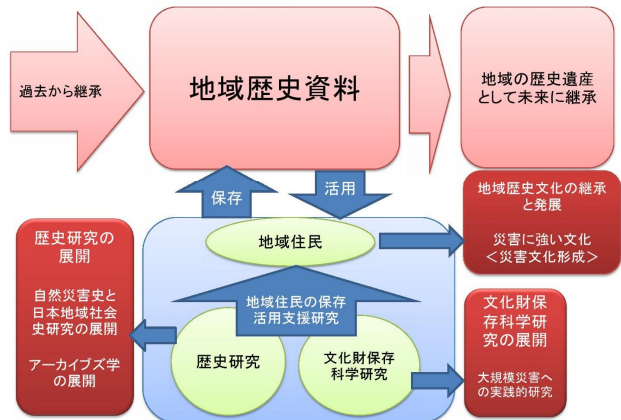 過去から継承
地域歴史資料
地域の歴史遺産
として未来に継承
保存
活用
地域歴史文化の継承
と発展
災害に強い文化
<災害文化形成>
地域住民
歴史研究の
展開
自然災害史と
日本地域社会
史研究の展開
アーカイブズ学
の展開
地域住民の保存
活用支援研究
歴史研究
文化財保存
科学研究
文化財保
存科学研
究の展開
大規模災害へ
の実践的研究